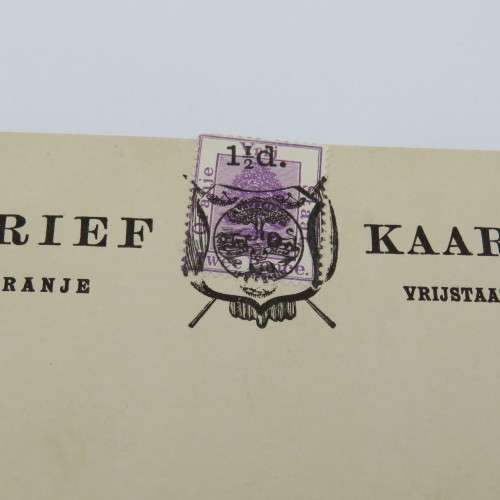 1½d.
RIEF KAAR
RANJE VRIJSTAA